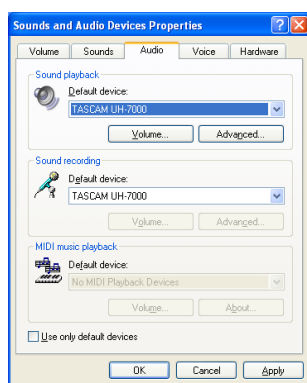 Sounds and Audio Devices Properties
Volume Sounds Audio Voice Hardware
Sound playback
Default device:
TASCAM UH-7000
Volume... Advanced...
Sound recording
Default device:
TASCAM UH-7000
Volume... Advanced...
MIDI music playback
Default device:
No MIDI Playback Devices
Volume... About...
Use only default devices
OK Cancel Apply